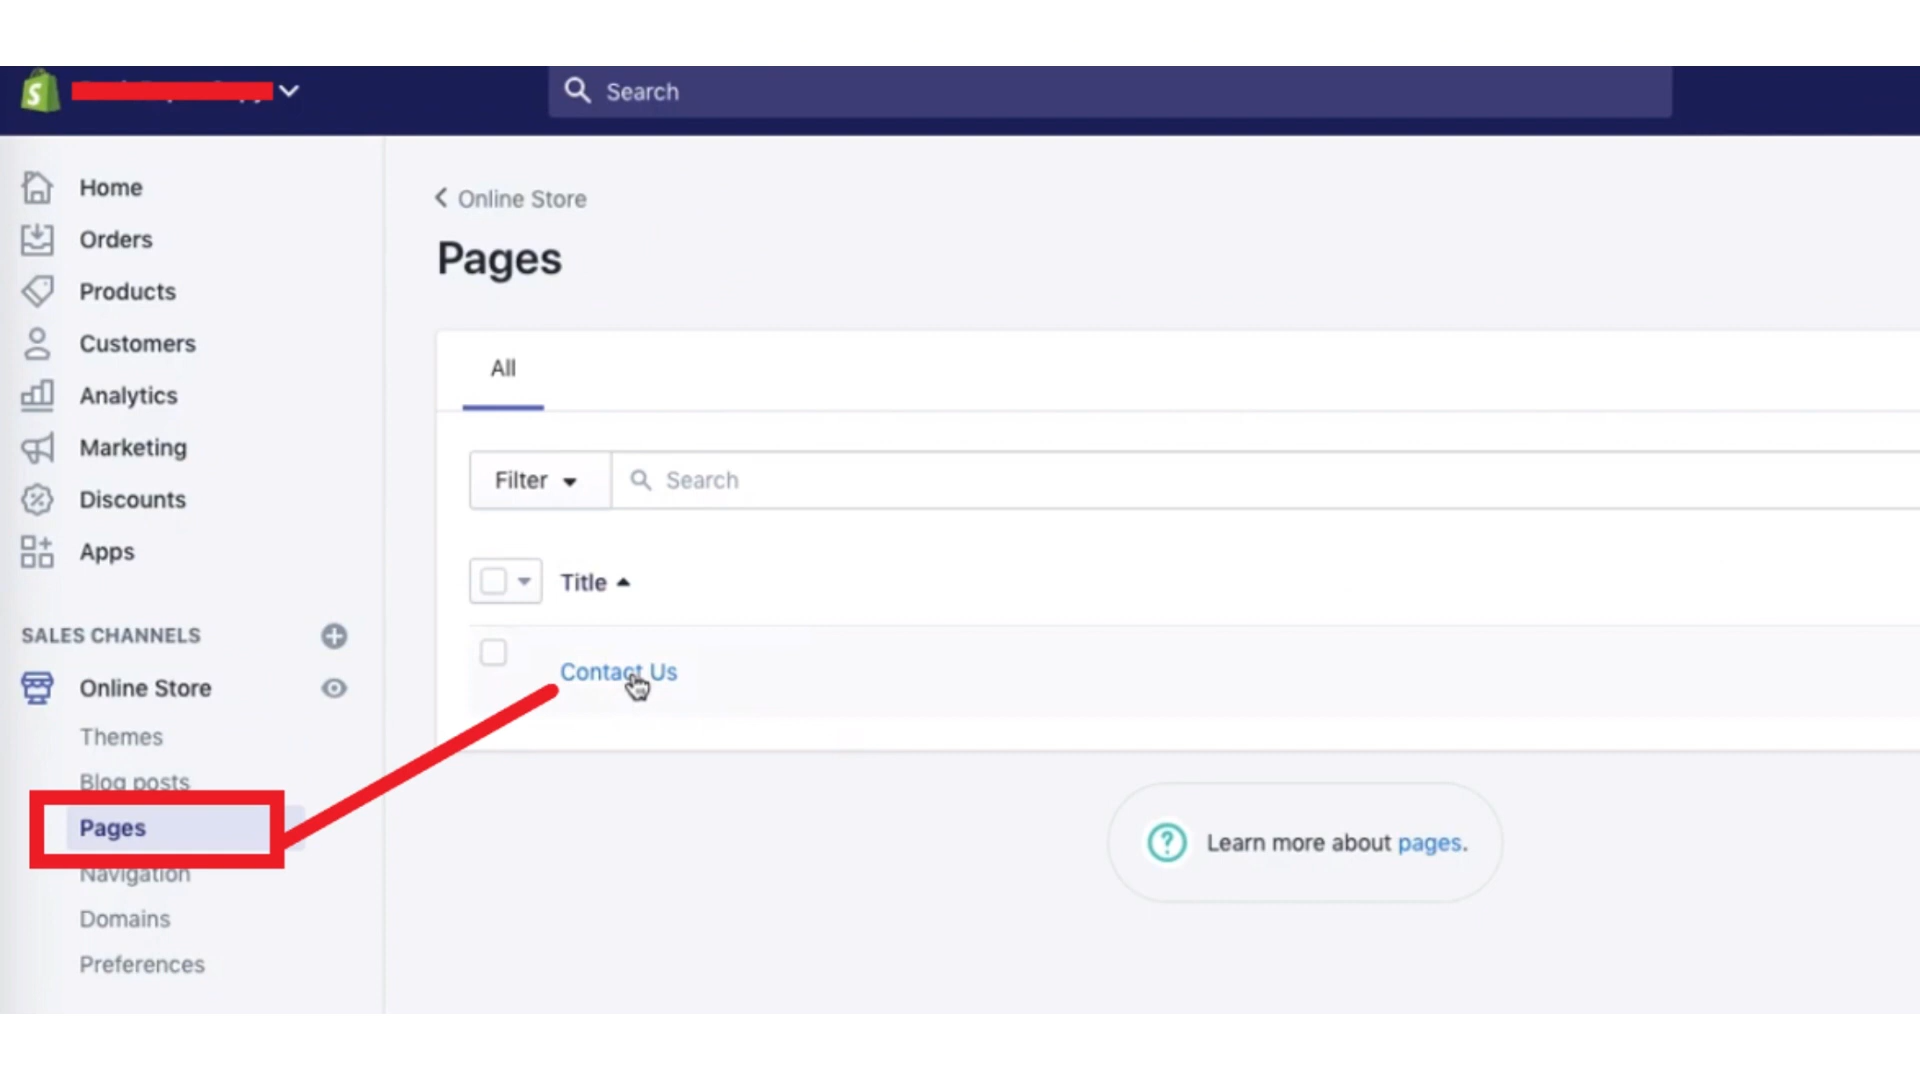 Search
Home
Orders
Products
Customers
Analytics
Marketing
Discounts
Apps
SALES CHANNELS
Online Store
Themes
Blog posts
Pages
Navigation
Domains
Preferences
Online Store
Pages
All
Filter
Search
Title
Contact Us
Learn more about pages.